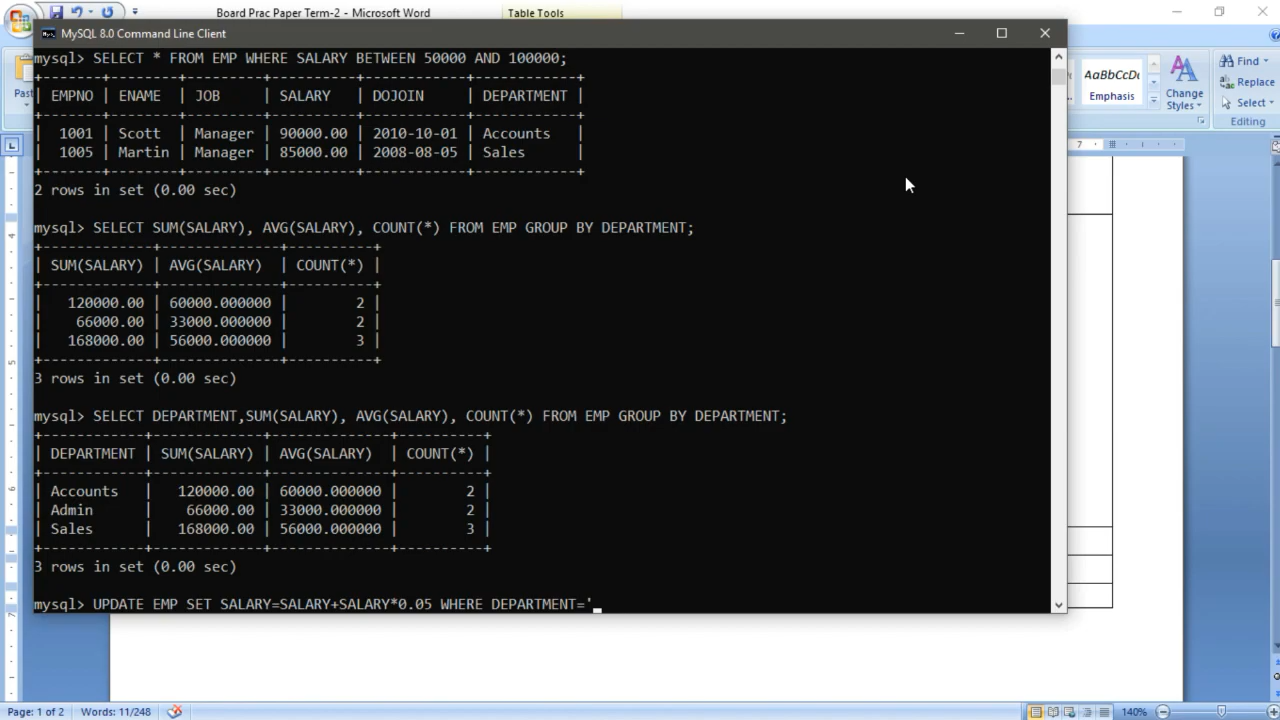 Board Prac Paper Term-2 - Microsoft Word
Table Tools
MySQL 8.0 Command Line Client
mysql> SELECT * FROM EMP WHERE SALARY BETWEEN 50000 AND 100000;
+-------+--------+---------+----------+------------+------------+
| EMPNO | ENAME  | JOB     | SALARY   | DOJOIN     | DEPARTMENT |
+-------+--------+---------+----------+------------+------------+
|  1001 | Scott  | Manager | 90000.00 | 2010-10-01 | Accounts   |
|  1005 | Martin | Manager | 85000.00 | 2008-08-05 | Sales      |
+-------+--------+---------+----------+------------+------------+
2 rows in set (0.00 sec)
mysql> SELECT SUM(SALARY), AVG(SALARY), COUNT(*) FROM EMP GROUP BY DEPARTMENT;
+-------------+--------------+----------+
| SUM(SALARY) | AVG(SALARY)  | COUNT(*) |
+-------------+--------------+----------+
|   120000.00 | 60000.000000 |        2 |
|    66000.00 | 33000.000000 |        2 |
|   168000.00 | 56000.000000 |        3 |
+-------------+--------------+----------+
3 rows in set (0.00 sec)
mysql> SELECT DEPARTMENT,SUM(SALARY), AVG(SALARY), COUNT(*) FROM EMP GROUP BY DEPARTMENT;
+------------+-------------+--------------+----------+
| DEPARTMENT | SUM(SALARY) | AVG(SALARY)  | COUNT(*) |
+------------+-------------+--------------+----------+
| Accounts   |   120000.00 | 60000.000000 |        2 |
| Admin      |    66000.00 | 33000.000000 |        2 |
| Sales      |   168000.00 | 56000.000000 |        3 |
+------------+-------------+--------------+----------+
3 rows in set (0.00 sec)
mysql> UPDATE EMP SET SALARY=SALARY+SALARY*0.05 WHERE DEPARTMENT='_
Past
AaBbCcDı
Emphasis
Change
Styles
Find
Replace
Select
Editing
7
4
5
6
7
Page: 1 of 2
Words: 11/248
140%